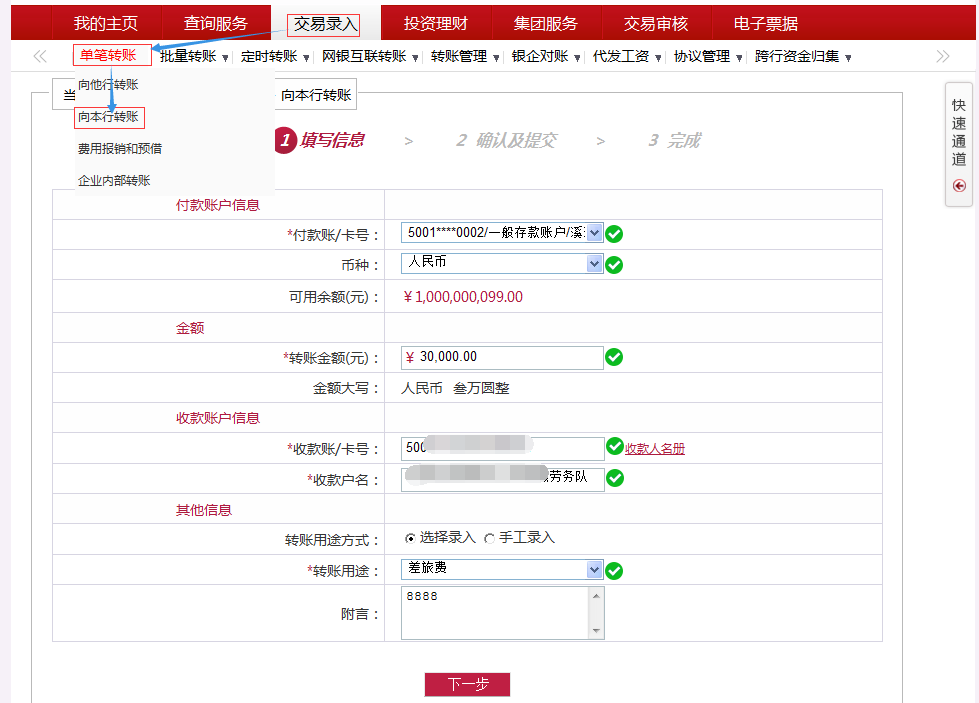 我的主页 查询服务 交易录入 投资理财 集团服务 交易审核 电子票据
单笔转账 批量转账 定时转账 网银互联转账 转账管理 银企对账 代发工资 协议管理 跨行资金归集
向他行转账
当 向本行转账
向本行转账
费用报销和预借
企业内部转账
快速通道
1 填写信息 > 2 确认及提交 > 3 完成
付款账户信息
*付款账/卡号： 5001****0002/一般存款账户/溪
币种： 人民币
可用余额(元)： ￥1,000,000,099.00
金额
*转账金额(元)： ￥ 30,000.00
金额大写： 人民币 叁万圆整
收款账户信息
*收款账/卡号： 500 收款人名册
*收款户名： 劳务队
其他信息
转账用途方式： 选择录入 手工录入
*转账用途： 差旅费
附言： 8888
下一步